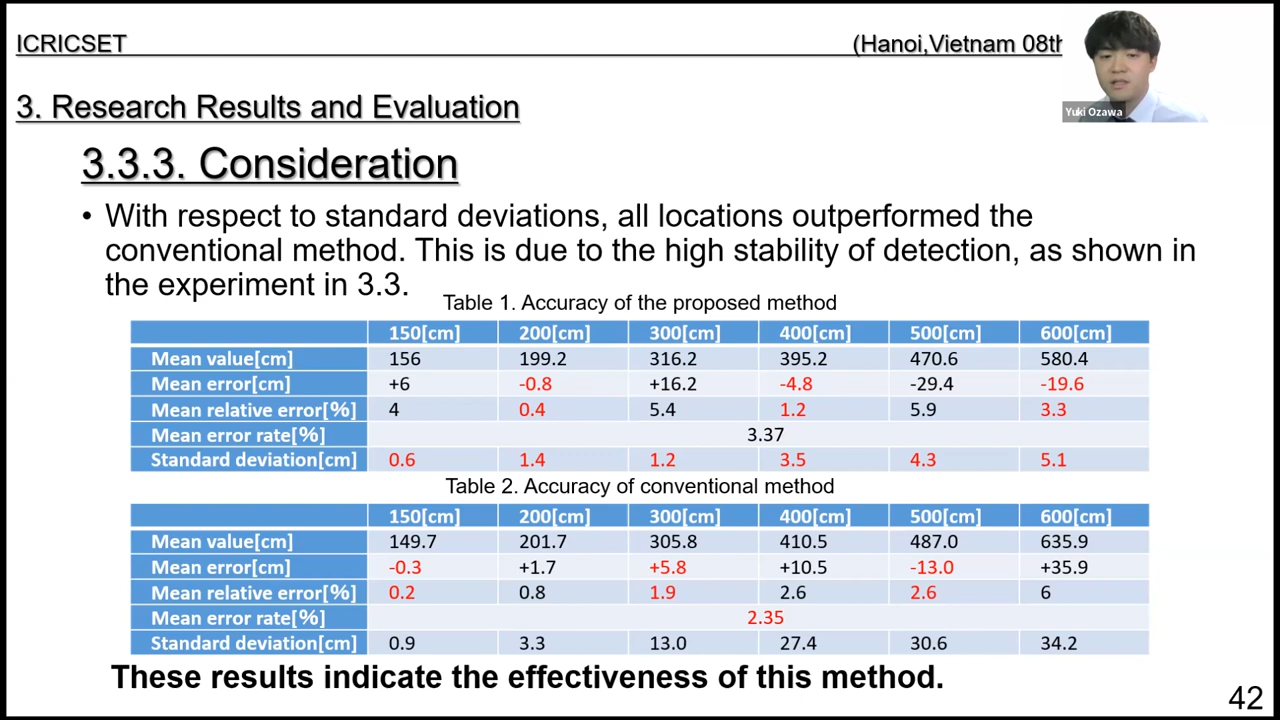 ICRICSET
(Hanoi,Vietnam 08th
Yuki Ozawa
3. Research Results and Evaluation
3.3.3. Consideration
• With respect to standard deviations, all locations outperformed the
conventional method. This is due to the high stability of detection, as shown in
the experiment in 3.3.
Table 1. Accuracy of the proposed method
150[cm] 200[cm] 300[cm] 400[cm] 500[cm] 600[cm]
Mean value[cm] 156 199.2 316.2 395.2 470.6 580.4
Mean error[cm] +6 -0.8 +16.2 -4.8 -29.4 -19.6
Mean relative error[%] 4 0.4 5.4 1.2 5.9 3.3
Mean error rate[%] 3.37
Standard deviation[cm] 0.6 1.4 1.2 3.5 4.3 5.1
Table 2. Accuracy of conventional method
150[cm] 200[cm] 300[cm] 400[cm] 500[cm] 600[cm]
Mean value[cm] 149.7 201.7 305.8 410.5 487.0 635.9
Mean error[cm] -0.3 +1.7 +5.8 +10.5 -13.0 +35.9
Mean relative error[%] 0.2 0.8 1.9 2.6 2.6 6
Mean error rate[%] 2.35
Standard deviation[cm] 0.9 3.3 13.0 27.4 30.6 34.2
These results indicate the effectiveness of this method.
42